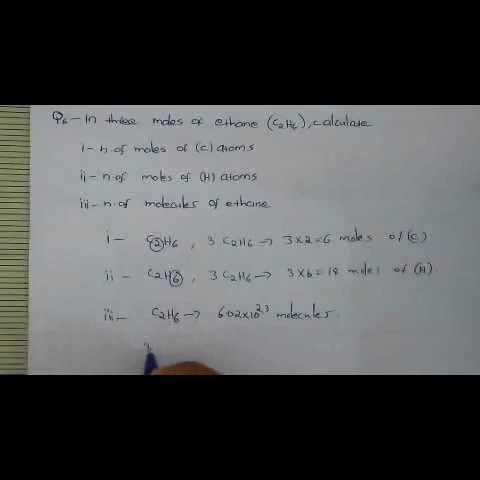 Q6- In three moles of ethane (C2H6), calculate
i- n. of moles of (C) atoms
ii- n. of moles of (H) atoms
iii- n. of molecules of ethane
i- C2H6 , 3 C2H6 → 3x2=6 moles of (C)
ii- C2H6 , 3 C2H6 → 3x6=18 moles of (H)
iii- C2H6 → 6.02x10^23 molecules.
3